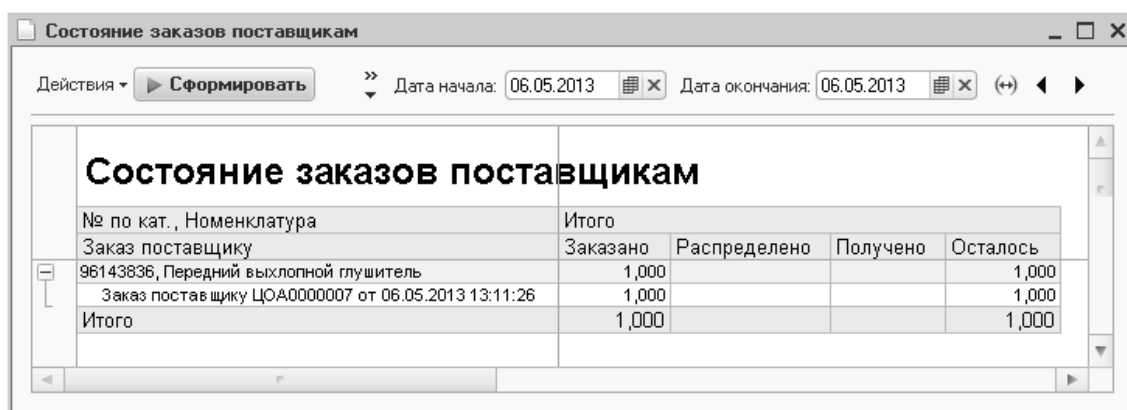 Состояние заказов поставщикам
Действия Сформировать Дата начала: 06.05.2013 Дата окончания: 06.05.2013
Состояние заказов поставщикам
№ по кат., Номенклатура Итого
Заказ поставщику Заказано Распределено Получено Осталось
96143836, Передний выхлопной глушитель 1,000 1,000
Заказ поставщику ЦОА0000007 от 06.05.2013 13:11:26 1,000 1,000
Итого 1,000 1,000